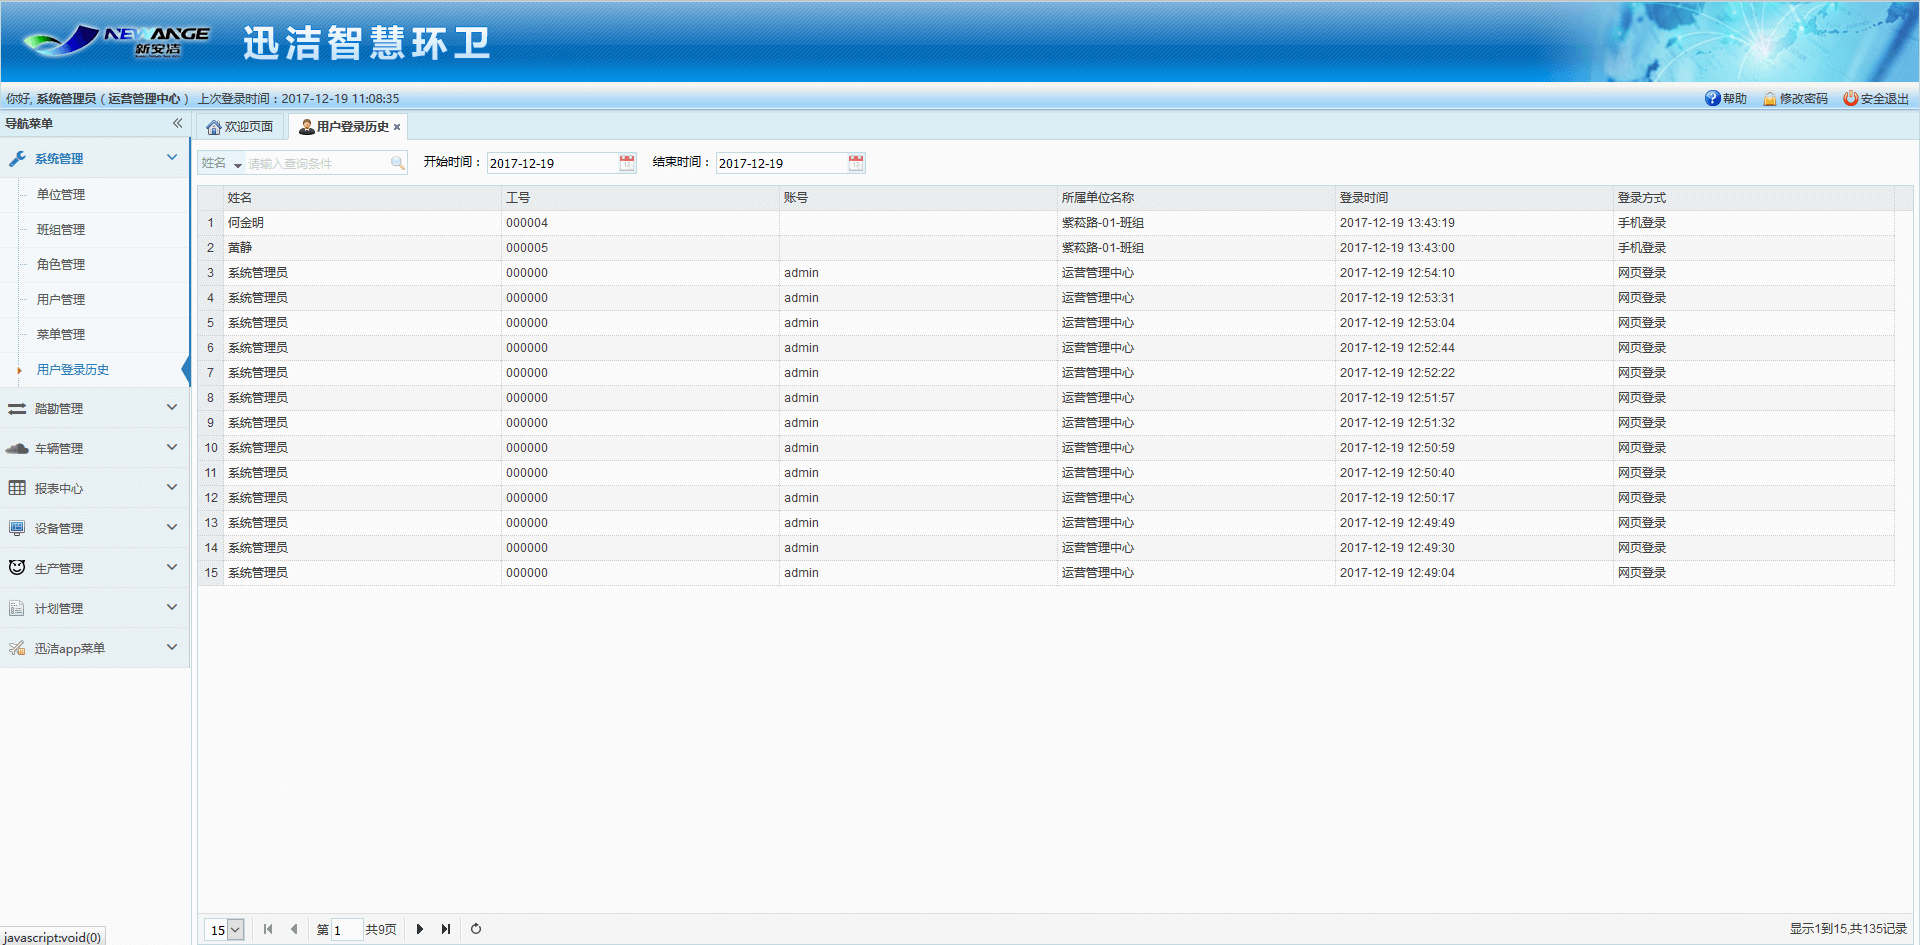 NEWANGE
新安洁
迅洁智慧环卫
你好, 系统管理员 ( 运营管理中心 ) 上次登录时间：2017-12-19 11:08:35
帮助 修改密码 安全退出
导航菜单
欢迎页面 用户登录历史
系统管理
单位管理
班组管理
角色管理
用户管理
菜单管理
用户登录历史
踏勘管理
车辆管理
报表中心
设备管理
生产管理
计划管理
迅洁app菜单
姓名 请输入查询条件 开始时间： 2017-12-19 结束时间： 2017-12-19
姓名 工号 账号 所属单位名称 登录时间 登录方式
1 何金明 000004 紫菘路-01-班组 2017-12-19 13:43:19 手机登录
2 黄静 000005 紫菘路-01-班组 2017-12-19 13:43:00 手机登录
3 系统管理员 000000 admin 运营管理中心 2017-12-19 12:54:10 网页登录
4 系统管理员 000000 admin 运营管理中心 2017-12-19 12:53:31 网页登录
5 系统管理员 000000 admin 运营管理中心 2017-12-19 12:53:04 网页登录
6 系统管理员 000000 admin 运营管理中心 2017-12-19 12:52:44 网页登录
7 系统管理员 000000 admin 运营管理中心 2017-12-19 12:52:22 网页登录
8 系统管理员 000000 admin 运营管理中心 2017-12-19 12:51:57 网页登录
9 系统管理员 000000 admin 运营管理中心 2017-12-19 12:51:32 网页登录
10 系统管理员 000000 admin 运营管理中心 2017-12-19 12:50:59 网页登录
11 系统管理员 000000 admin 运营管理中心 2017-12-19 12:50:40 网页登录
12 系统管理员 000000 admin 运营管理中心 2017-12-19 12:50:17 网页登录
13 系统管理员 000000 admin 运营管理中心 2017-12-19 12:49:49 网页登录
14 系统管理员 000000 admin 运营管理中心 2017-12-19 12:49:30 网页登录
15 系统管理员 000000 admin 运营管理中心 2017-12-19 12:49:04 网页登录
15 第 1 共9页 显示1到15,共135记录
javascript:void(0)